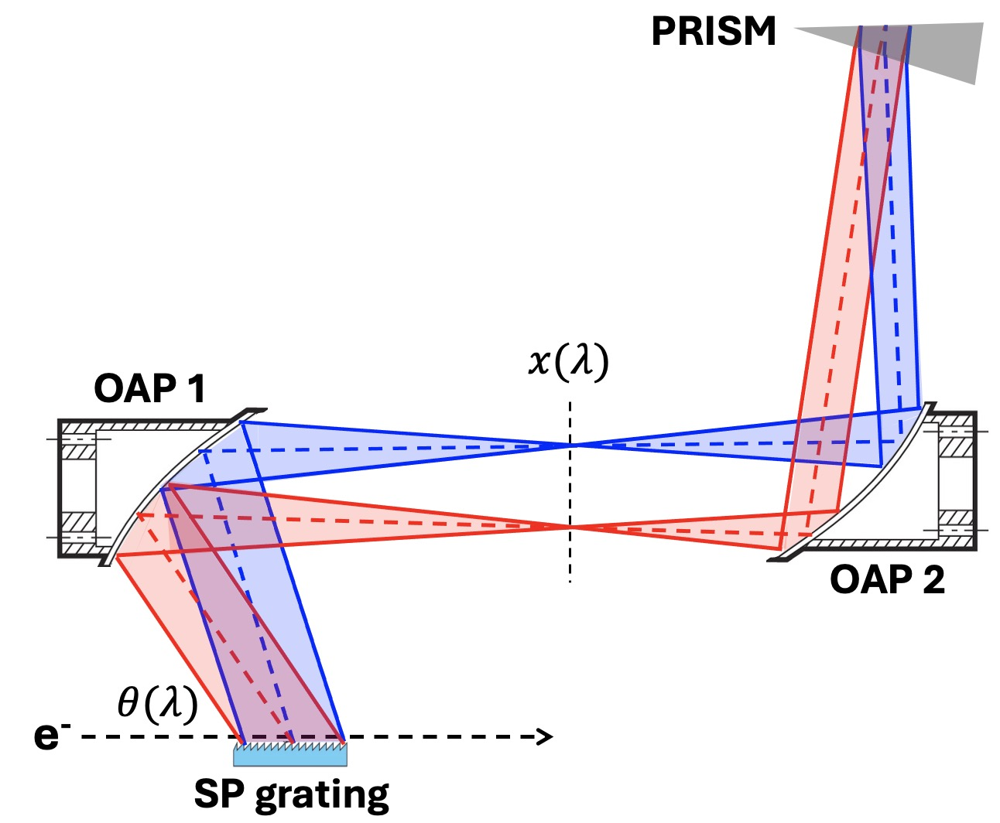 PRISM
x(λ)
OAP 1
OAP 2
θ(λ)
e-
SP grating